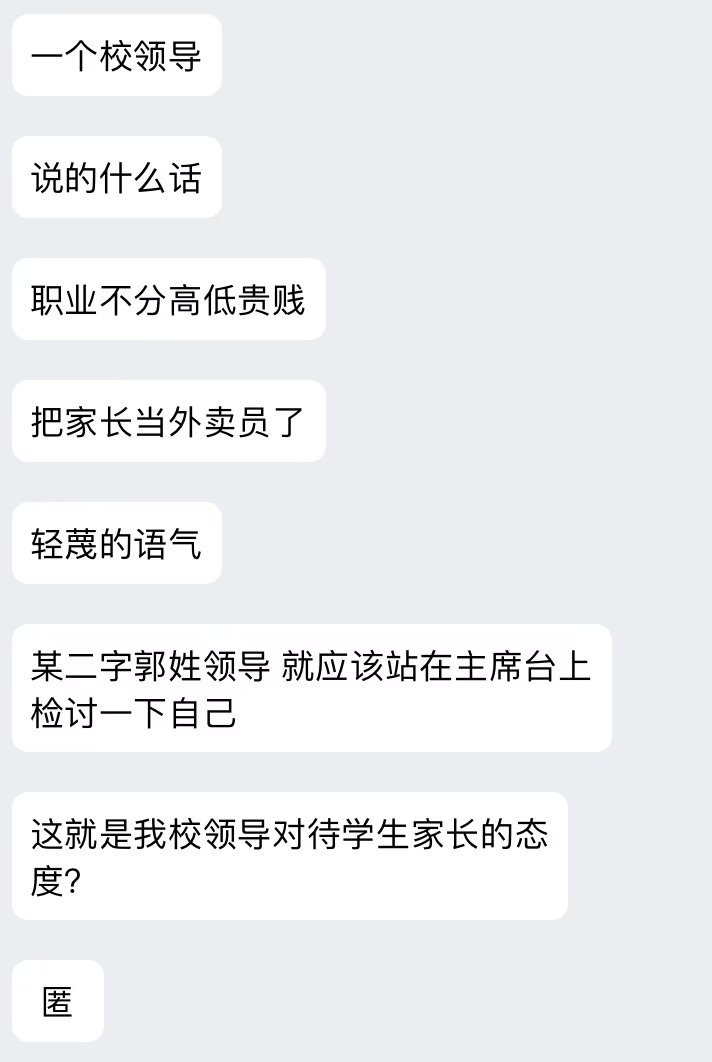 一个校领导
说的什么话
职业不分高低贵贱
把家长当外卖员了
轻蔑的语气
某二字郭姓领导 就应该站在主席台上
检讨一下自己
这就是我校领导对待学生家长的态
度?
匿